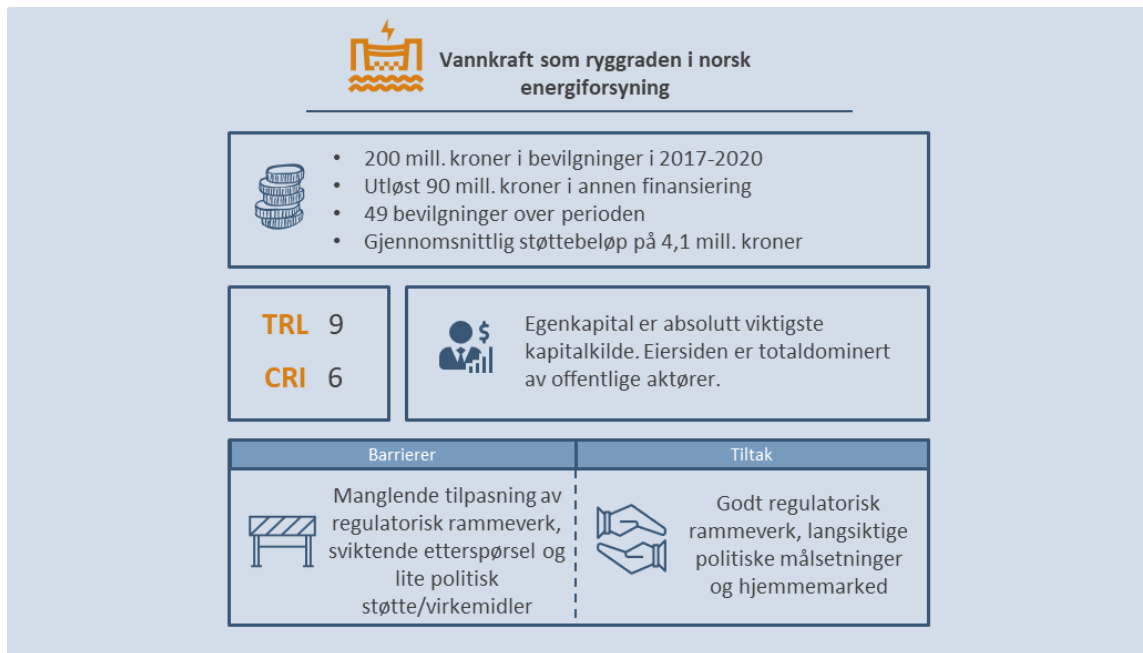 Vannkraft som ryggraden i norsk
energiforsyning
• 200 mill. kroner i bevilgninger i 2017-2020
• Utløst 90 mill. kroner i annen finansiering
• 49 bevilgninger over perioden
• Gjennomsnittlig støttebeløp på 4,1 mill. kroner
TRL 9
CRI 6
$
Egenkapital er absolutt viktigste
kapitalkilde. Eiersiden er totaldominert
av offentlige aktører.
Barrierer
Manglende tilpasning av
regulatorisk rammeverk,
sviktende etterspørsel og
lite politisk
støtte/virkemidler
Tiltak
Godt regulatorisk
rammeverk, langsiktige
politiske målsetninger
og hjemmemarked